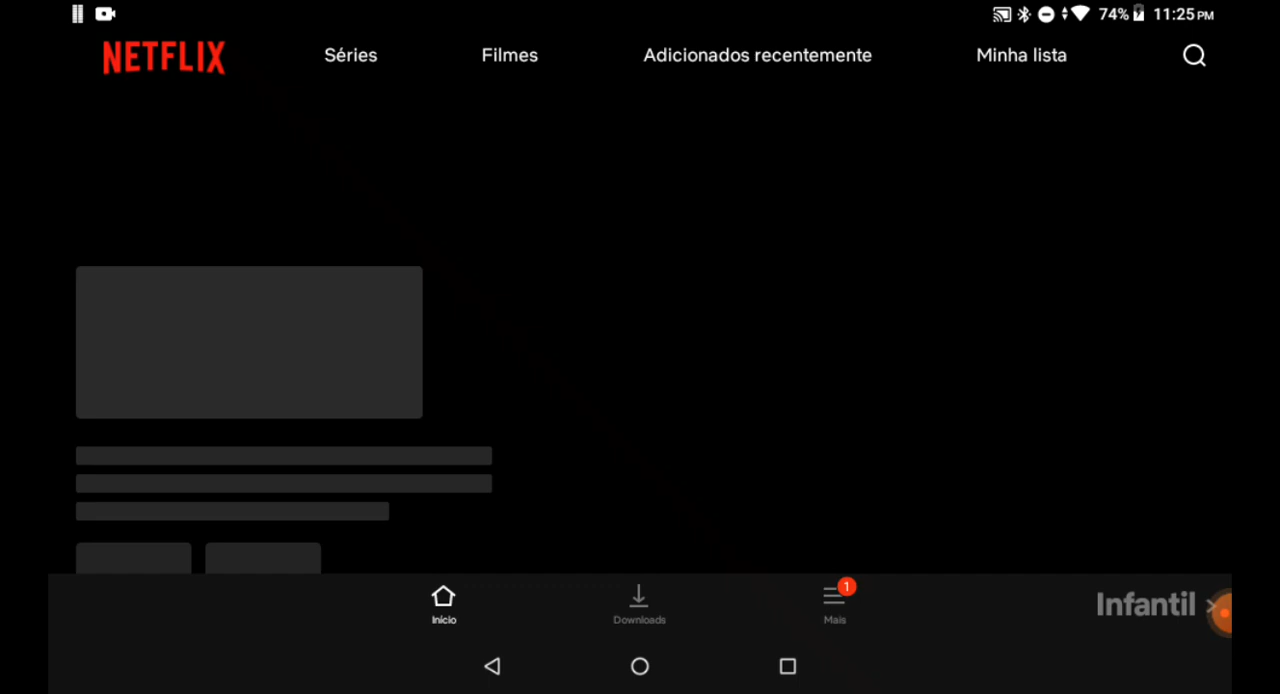 74% 11:25 PM
NETFLIX Séries Filmes Adicionados recentemente Minha lista
1
Início Downloads Mais
Infantil